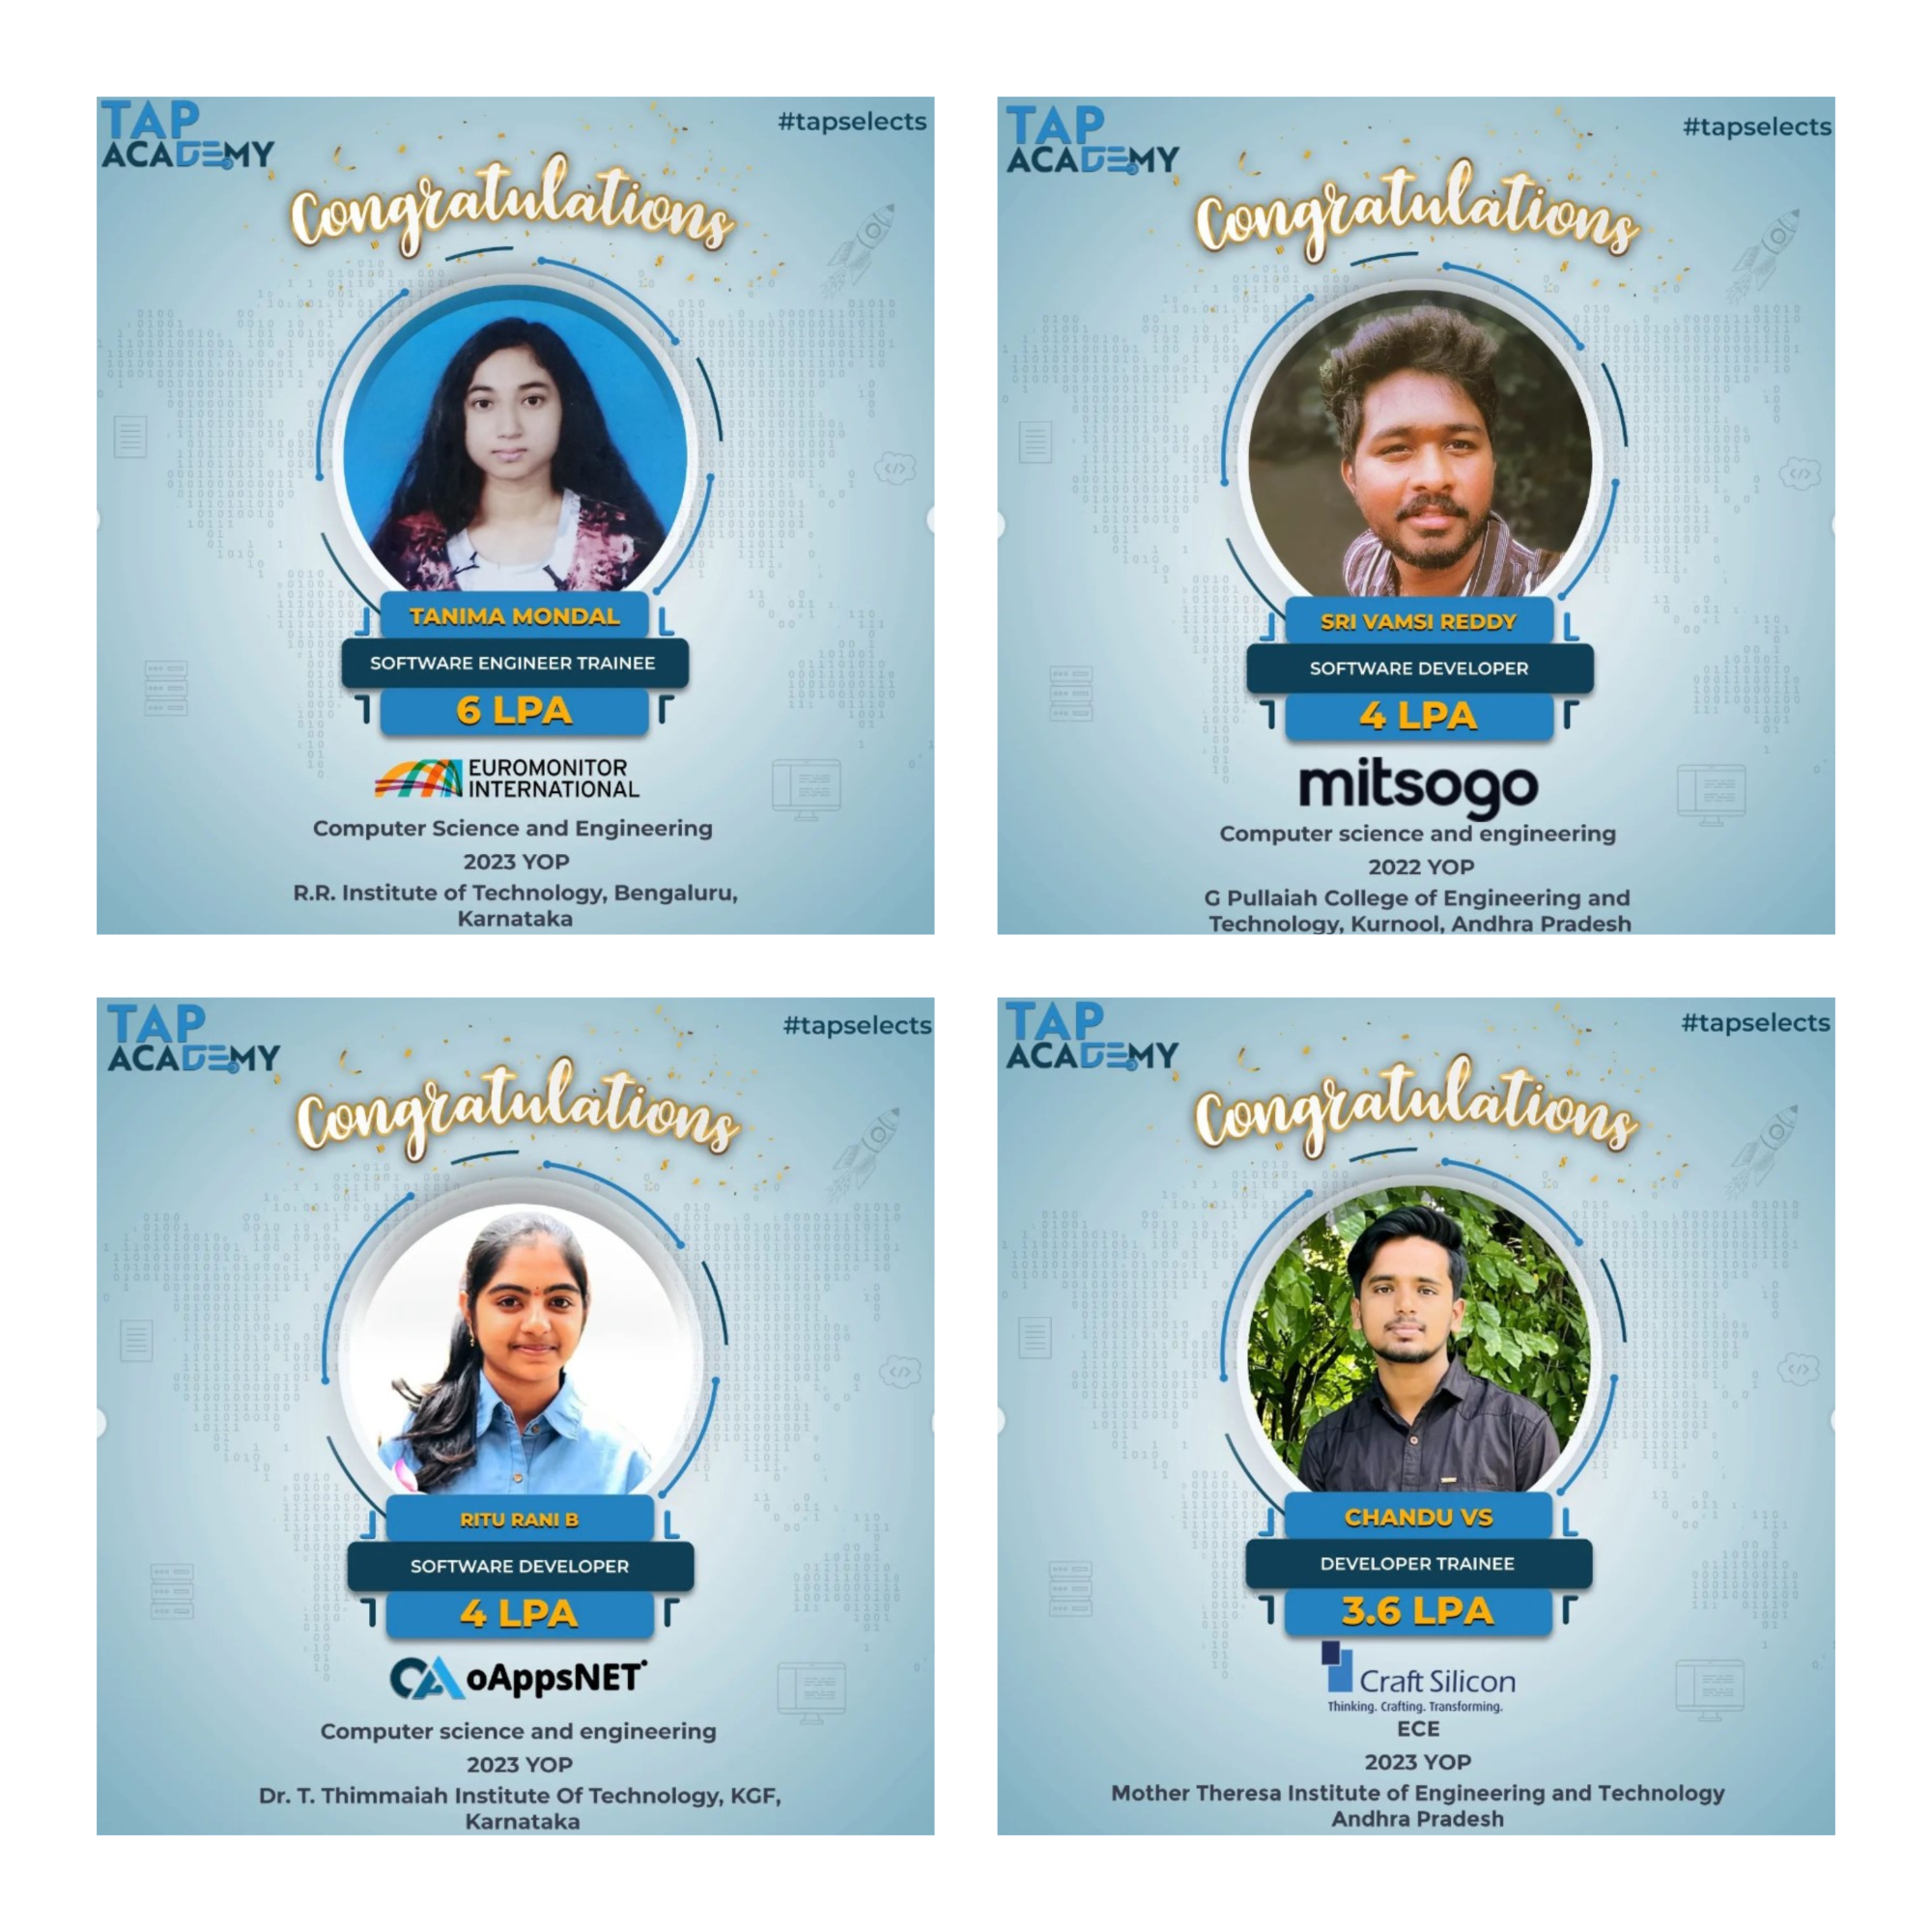 TAP
ACADEMY
#tapselects
Congratulations
TANIMA MONDAL
SOFTWARE ENGINEER TRAINEE
6 LPA
EUROMONITOR
INTERNATIONAL
Computer Science and Engineering
2023 YOP
R.R. Institute of Technology, Bengaluru,
Karnataka
TAP
ACADEMY
#tapselects
Congratulations
SRI VAMSI REDDY
SOFTWARE DEVELOPER
4 LPA
mitsogo
Computer science and engineering
2022 YOP
G Pullaiah College of Engineering and
Technology, Kurnool, Andhra Pradesh
TAP
ACADEMY
#tapselects
Congratulations
RITU RANI B
SOFTWARE DEVELOPER
4 LPA
OA oAppsNET
Computer science and engineering
2023 YOP
Dr. T. Thimmaiah Institute Of Technology, KGF,
Karnataka
TAP
ACADEMY
#tapselects
Congratulations
CHANDU VS
DEVELOPER TRAINEE
3.6 LPA
Craft Silicon
Thinking. Crafting. Transforming.
ECE
2023 YOP
Mother Theresa Institute of Engineering and Technology
Andhra Pradesh